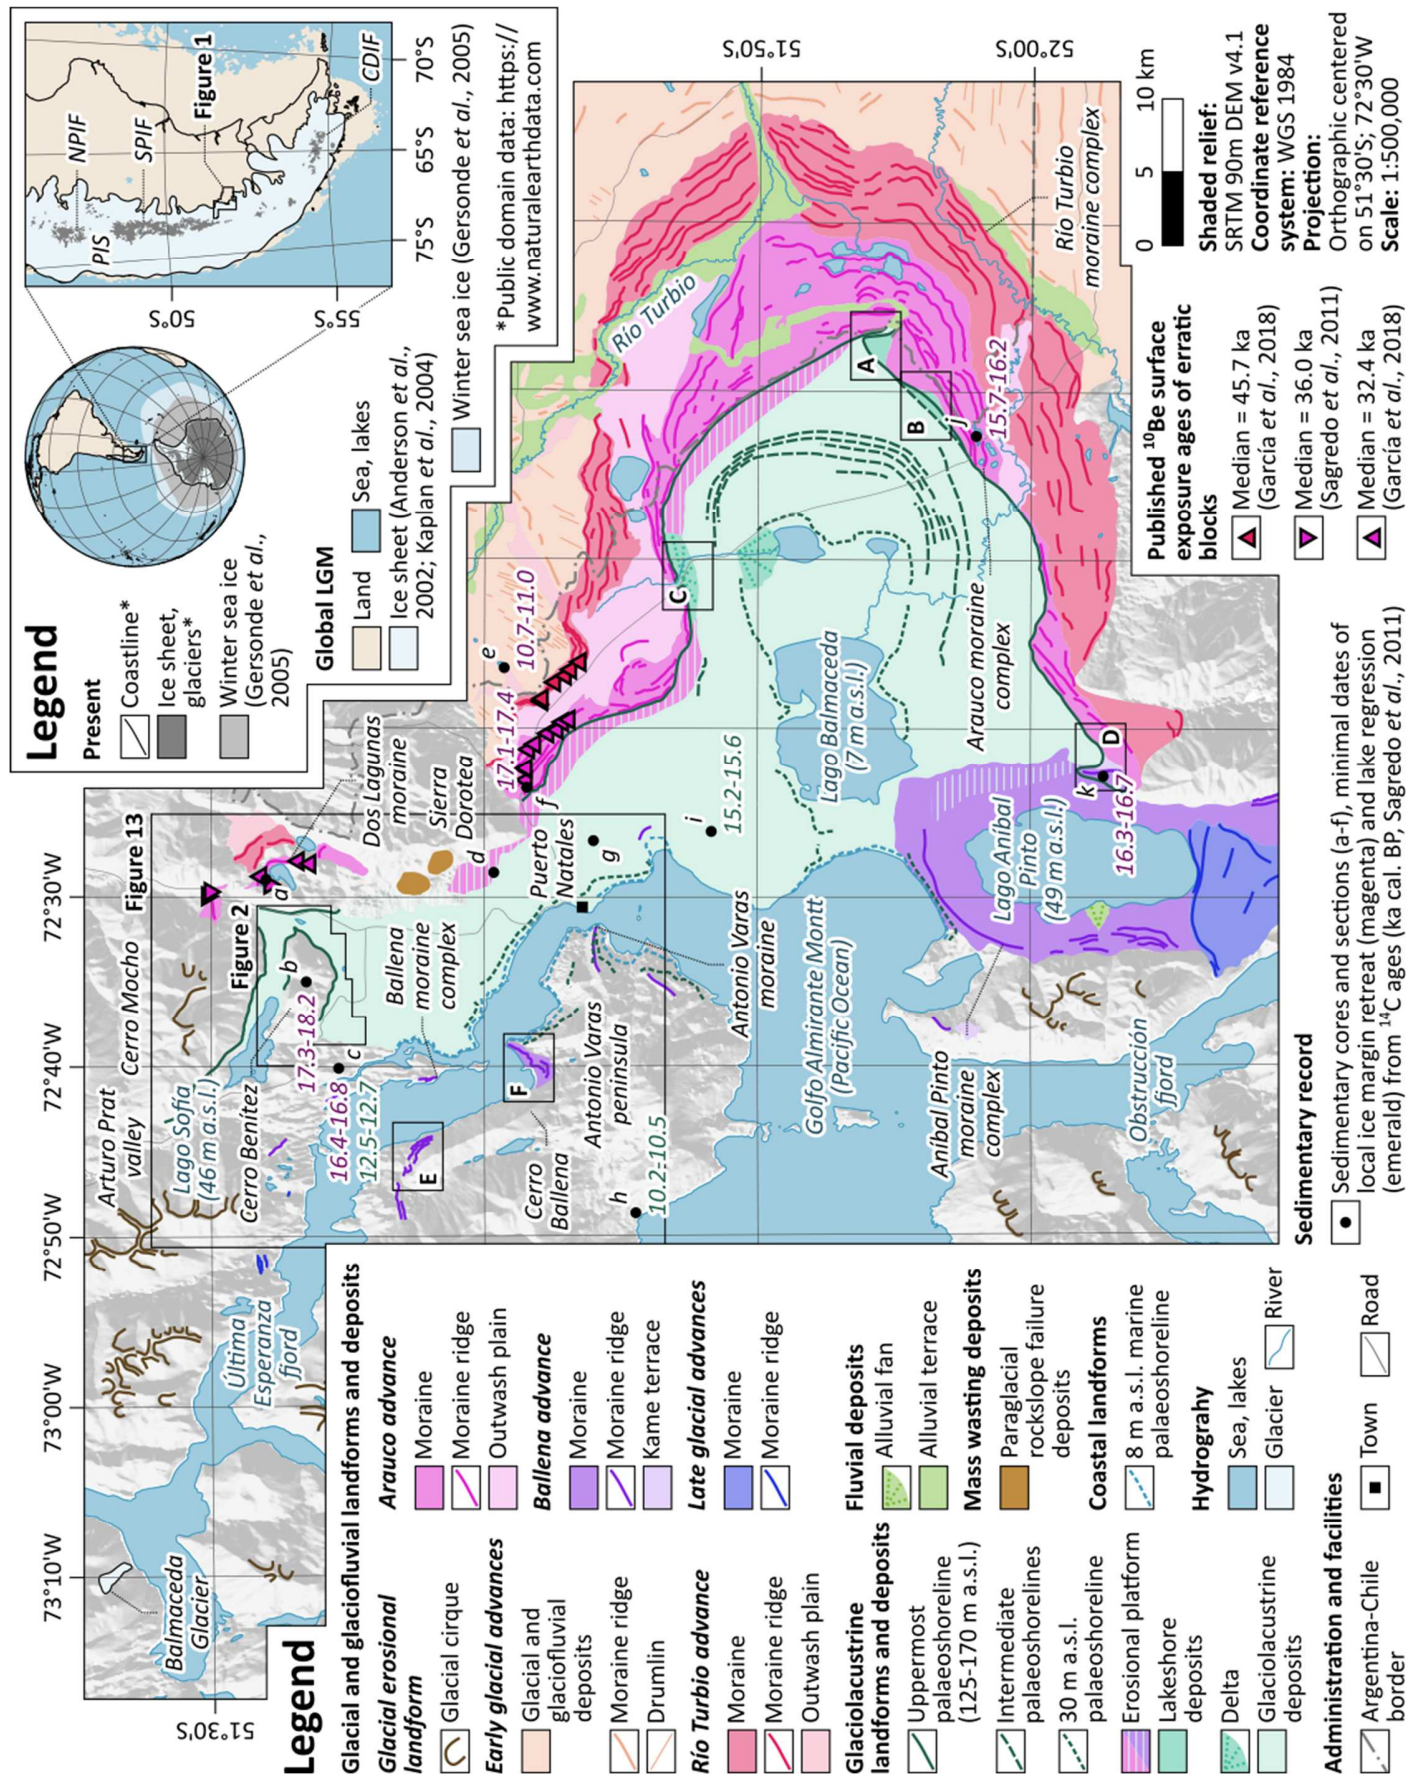 Legend
Present
Coastline*
Ice sheet,
glaciers*
Winter sea ice
(Gersonde et al.,
2005)
Global LGM
Land
Sea, lakes
Ice sheet (Anderson et al.,
2002; Kaplan et al., 2004)
Winter sea ice (Gersonde et al., 2005)
*Public domain data: https://
www.naturalearthdata.com
NPIF
SPIF
PIS
Figure 1
CDIF
75°S
65°S
70°S
50°S
55°S
73°10'W
73°00'W
72°50'W
72°40'W
72°30'W
51°30'S
51°50'S
52°00'S
Balmaceda
Glacier
Última
Esperanza
fjord
Arturo Prat
valley
Cerro Mocho
Figure 13
Lago Sofía
(46 m a.s.l.)
Cerro Benítez
Figure 2
a
b
17.3-18.2
c
16.4-16.8
12.5-12.7
Dos Lagunas
moraine
Sierra
Dorotea
d
Ballena
moraine
complex
E
F
Cerro
Ballena
h
10.2-10.5
Antonio Varas
peninsula
Puerto
Natales
g
Antonio Varas
moraine
e
10.7-11.0
17.1-17.4
f
i
15.2-15.6
Golfo Almirante Montt
(Pacific Ocean)
Lago Balmaceda
(7 m a.s.l.)
Río Turbio
A
B
C
D
j
15.7-16.2
Arauco moraine
complex
Río Turbio
moraine complex
k
16.3-16.7
Lago Aníbal
Pinto
(49 m a.s.l.)
Aníbal Pinto
moraine
complex
Obstrucción
fjord
0 5 10 km
Shaded relief:
SRTM 90m DEM v4.1
Coordinate reference
system: WGS 1984
Projection:
Orthographic centered
on 51°30'S; 72°30'W
Scale: 1:500,000
Published ¹⁰Be surface
exposure ages of erratic
blocks
Median = 45.7 ka
(García et al., 2018)
Median = 36.0 ka
(Sagredo et al., 2011)
Median = 32.4 ka
(García et al., 2018)
Sedimentary record
Sedimentary cores and sections (a-f), minimal dates of
local ice margin retreat (magenta) and lake regression
(emerald) from ¹⁴C ages (ka cal. BP, Sagredo et al., 2011)
Legend
Glacial and glaciofluvial landforms and deposits
Glacial erosional
landform
Glacial cirque
Early glacial advances
Glacial and
glaciofluvial
deposits
Moraine ridge
Drumlin
Río Turbio advance
Moraine
Moraine ridge
Outwash plain
Arauco advance
Moraine
Moraine ridge
Outwash plain
Ballena advance
Moraine
Moraine ridge
Kame terrace
Late glacial advances
Moraine
Moraine ridge
Glaciolacustrine
landforms and deposits
Uppermost
palaeoshoreline
(125-170 m a.s.l.)
Intermediate
palaeoshorelines
30 m a.s.l.
palaeoshoreline
Erosional platform
Lakeshore
deposits
Delta
Glaciolacustrine
deposits
Fluvial deposits
Alluvial fan
Alluvial terrace
Mass wasting deposits
Paraglacial
rockslope failure
deposits
Coastal landforms
8 m a.s.l. marine
palaeoshoreline
Hydrograhy
Sea, lakes
Glacier
River
Administration and facilities
Argentina-Chile
border
Town
Road